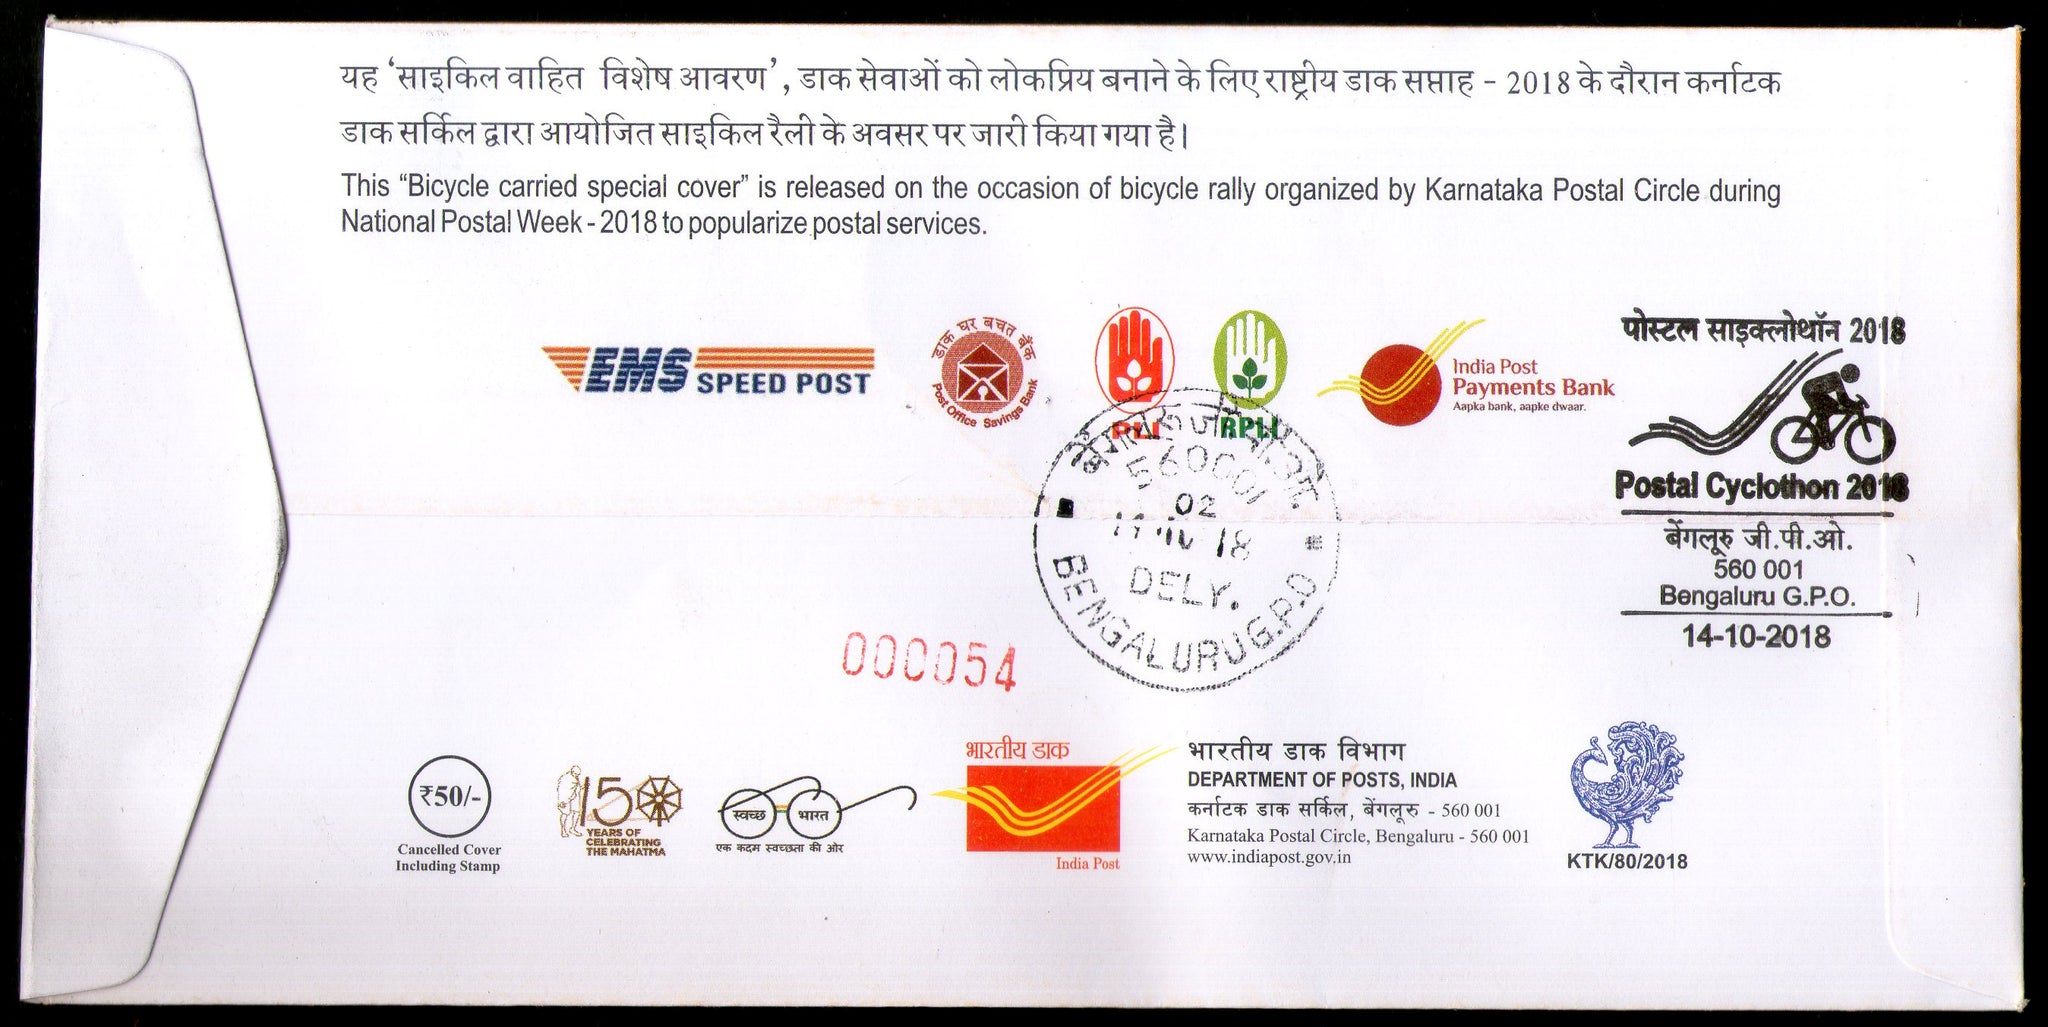 यह ‘साइकिल वाहित विशेष आवरण’, डाक सेवाओं को लोकप्रिय बनाने के लिए राष्ट्रीय डाक सप्ताह - 2018 के दौरान कर्नाटक
डाक सर्किल द्वारा आयोजित साइकिल रैली के अवसर पर जारी किया गया है।
This “Bicycle carried special cover” is released on the occasion of bicycle rally organized by Karnataka Postal Circle during
National Postal Week - 2018 to popularize postal services.
EMS SPEED POST
डाक घर बचत बैंक
Post Office Savings Bank
PLI
RPLI
India Post
Payments Bank
Aapka bank, aapke dwaar.
पोस्टल साइक्लोथॉन 2018
Postal Cyclothon 2018
बेंगलूरु जी.पी.ओ.
560 001
Bengaluru G.P.O.
14-10-2018
560001
02
18
DELY.
BENGALURU G.P.O
000054
₹50/-
Cancelled Cover
Including Stamp
150
YEARS OF
CELEBRATING
THE MAHATMA
स्वच्छ भारत
एक कदम स्वच्छता की ओर
भारतीय डाक
India Post
भारतीय डाक विभाग
DEPARTMENT OF POSTS, INDIA
कर्नाटक डाक सर्किल, बेंगलूरु - 560 001
Karnataka Postal Circle, Bengaluru - 560 001
www.indiapost.gov.in
KTK/80/2018